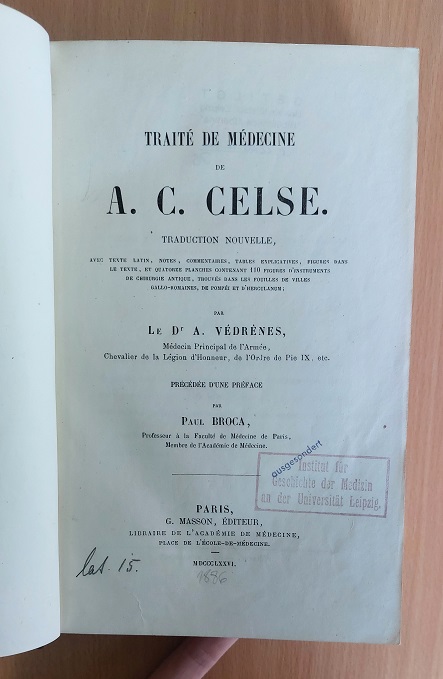 TRAITÉ DE MÉDECINE
DE
A. C. CELSE.
TRADUCTION NOUVELLE,
AVEC TEXTE LATIN, NOTES, COMMENTAIRES, TABLES EXPLICATIVES, FIGURES DANS
LE TEXTE, ET QUATORZE PLANCHES CONTENANT 110 FIGURES D'INSTRUMENTS
DE CHIRURGIE ANTIQUE, TROUVÉS DANS LES FOUILLES DE VILLES
GALLO-ROMAINES, DE POMPÉI ET D'HERCULANUM;
PAR
LE Dr A. VÉDRÈNES,
Médecin Principal de l'Armée,
Chevalier de la Légion d'Honneur, de l'Ordre de Pie IX, etc.
PRÉCÉDÉE D'UNE PRÉFACE
PAR
PAUL BROCA,
Professeur à la Faculté de Médecine de Paris,
Membre de l'Académie de Médecine.
ausgesondert
Institut für
Geschichte der Medizin
an der Universität Leipzig.
PARIS,
G. MASSON, ÉDITEUR,
LIBRAIRE DE L'ACADÉMIE DE MÉDECINE,
PLACE DE L'ÉCOLE-DE-MÉDECINE.
MDCCCLXXVI.
Lat. 15.
9886